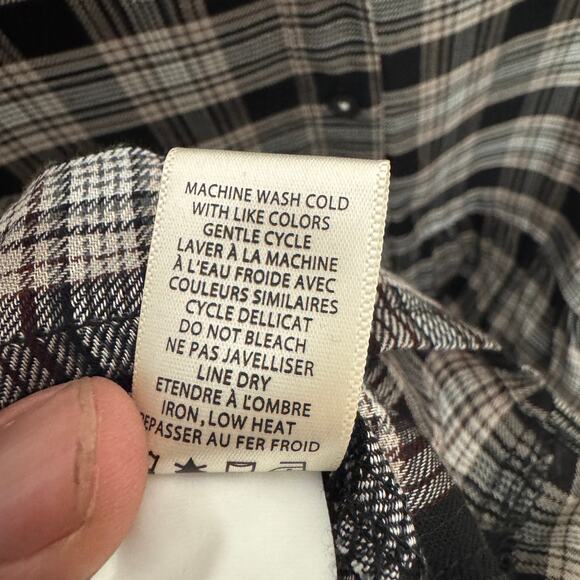 MACHINE WASH COLD
WITH LIKE COLORS
GENTLE CYCLE
LAVER À LA MACHINE
À L'EAU FROIDE AVEC
COULEURS SIMILAIRES
CYCLE DELLICAT
DO NOT BLEACH
NE PAS JAVELLISER
LINE DRY
ETENDRE À L'OMBRE
IRON, LOW HEAT
EPASSER AU FER FROID